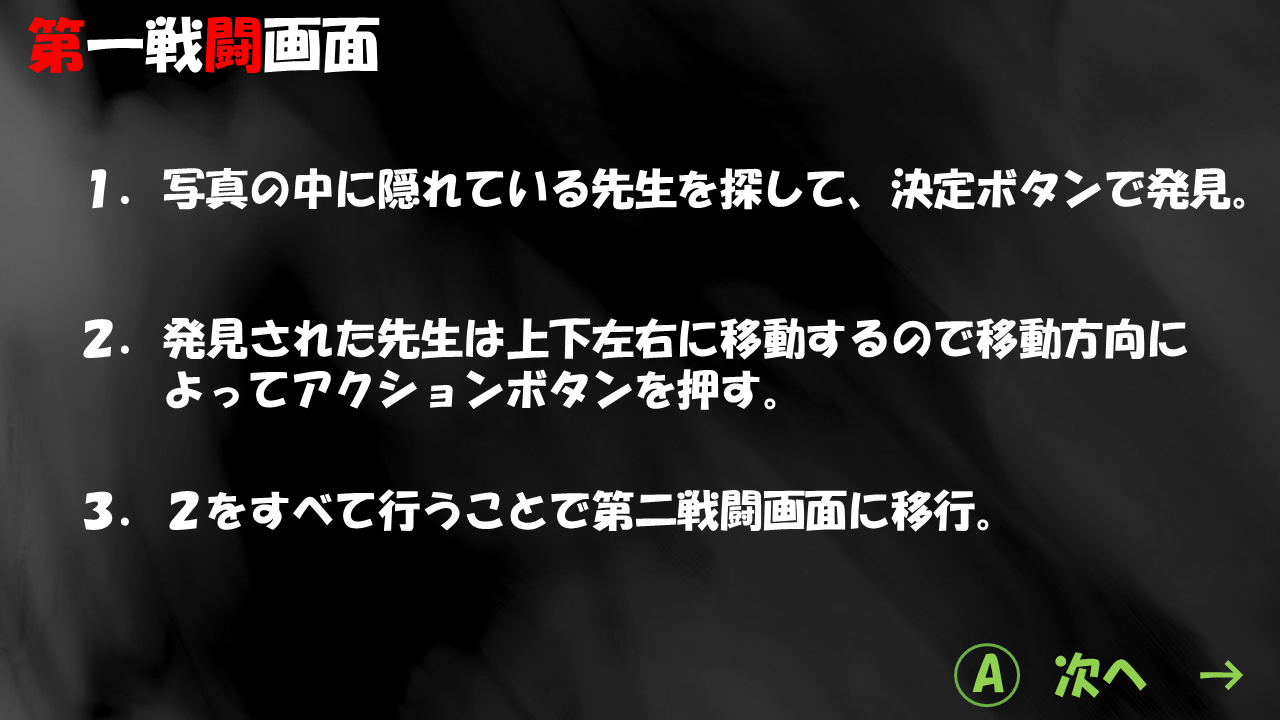 第一戦闘画面
1. 写真の中に隠れている先生を探して、決定ボタンで発見。
2. 発見された先生は上下左右に移動するので移動方向に
よってアクションボタンを押す。
3. 2をすべて行うことで第二戦闘画面に移行。
A 次へ →